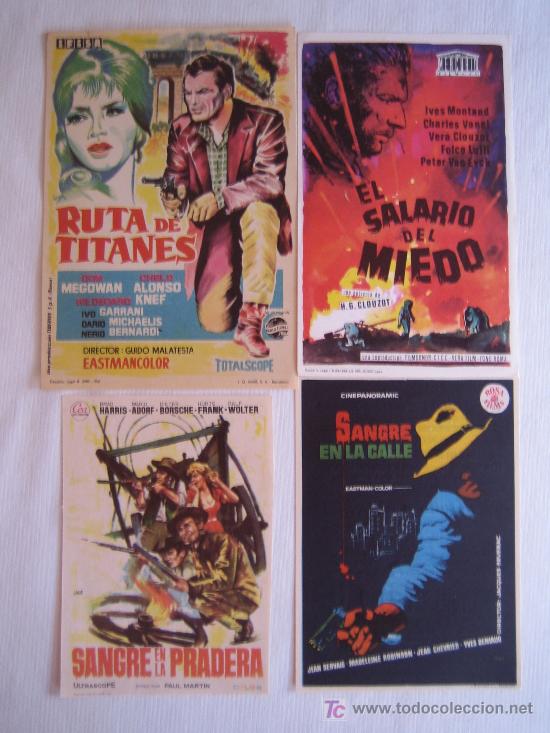 RUTA DE
TITANES
DON
MEGOWAN
CHELO
ALONSO
HILDEGARD
KNEF
IVO
GARRANI
DARIO
MICHAELIS
NERIO
BERNARDI
DIRECTOR: GUIDO MALATESTA
EASTMANCOLOR
TOTALSCOPE
Ives Montand
Charles Vanel
Vera Clouzot
Folco Lulli
Peter Van Eyck
EL
SALARIO
DEL
MIEDO
H. G. CLOUZOT
HARRIS - ADORF - BORSCHE - FRANK - WOLTER
SANGRE EN LA PRADERA
ULTRASCOPE
PAUL MARTIN
ROSA
FILMS
CINEPANORAMIC
SANGRE
EN LA CALLE
EASTMAN-COLOR
JEAN SERVAIS - MADELEINE ROBINSON - JEAN CHEVRIER - YVES BENIAUD
TC www.todocoleccion.net